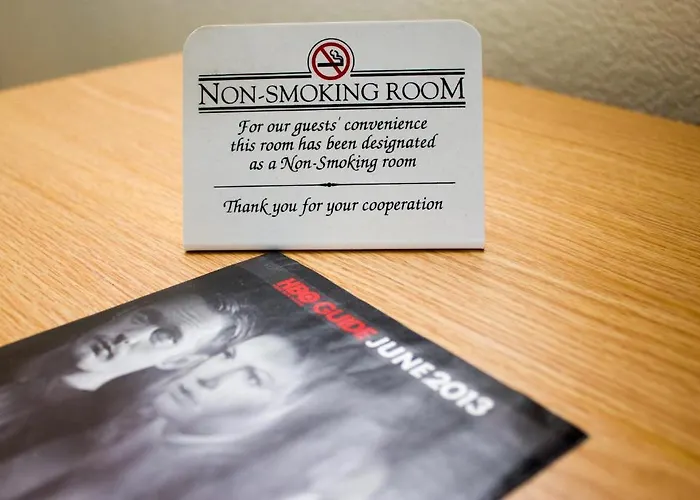 NON-SMOKING ROOM
For our guests' convenience
this room has been designated
as a Non-Smoking room
Thank you for your cooperation
HBO GUIDE JUNE 2013